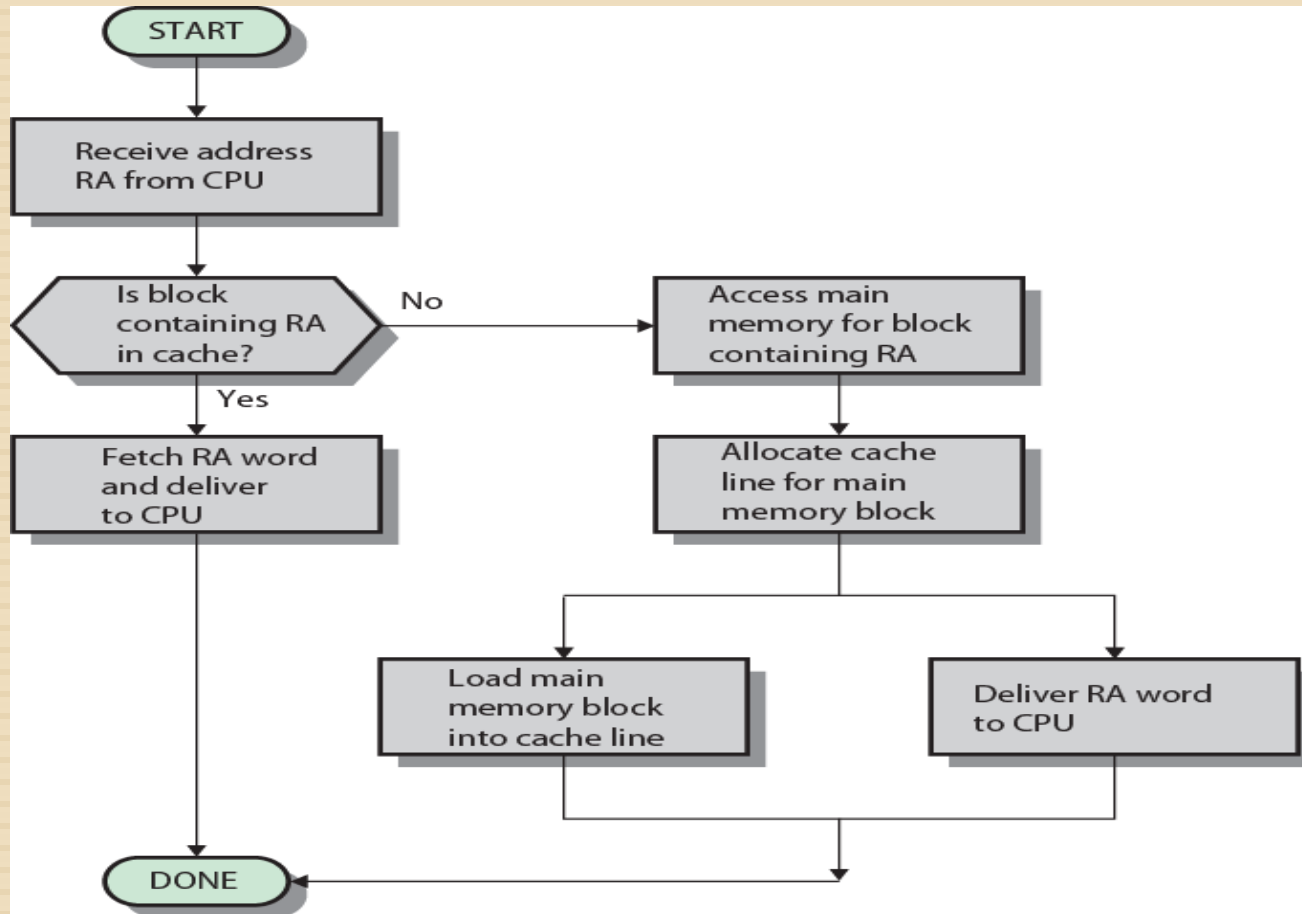 START
Receive address
RA from CPU
Is block
containing RA
in cache?
No
Access main
memory for block
containing RA
Yes
Fetch RA word
and deliver
to CPU
Allocate cache
line for main
memory block
Load main
memory block
into cache line
Deliver RA word
to CPU
DONE